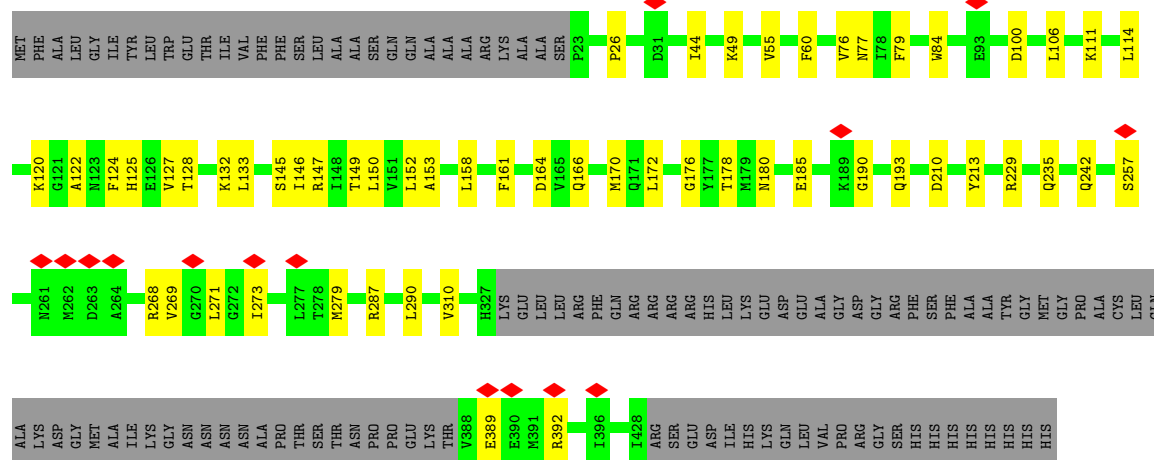 MET PHE ALA LEU GLY ILE TYR LEU TRP GLU THR ILE VAL PHE PHE SER LEU ALA ALA SER GLN GLN ALA ALA ALA ARG LYS ALA ALA SER P23 P26 D31 I44 K49 V55 F60 V76 N77 I78 F79 W84 E93 D100 L106 K111 L114
K120 G121 A122 N123 F124 H125 E126 V127 T128 K132 L133 S145 I146 R147 I148 T149 L150 V151 L152 A153 L158 F161 D164 V165 Q166 M170 Q171 L172 G176 Y177 T178 M179 N180 E185 K189 G190 Q193 D210 Y213 R229 Q235 Q242 S257
N261 M262 D263 A264 R268 V269 G270 L271 G272 I273 L277 T278 M279 R287 L290 V310 H327 LYS GLU LEU LEU ARG PHE GLN ARG ARG ARG ARG HIS LEU LYS GLU ASP GLU ALA GLY ASP GLY ARG PHE SER PHE ALA ALA TYR GLY MET GLY PRO ALA CYS LEU GLN
ALA LYS ASP GLY MET ALA ILE LYS GLY ASN ASN ASN ASN ALA PRO THR SER THR ASN PRO PRO GLU LYS THR V388 E389 E390 M391 R392 I396 I428 ARG SER GLU ASP ILE HIS LYS GLN LEU VAL PRO ARG GLY SER HIS HIS HIS HIS HIS HIS HIS HIS